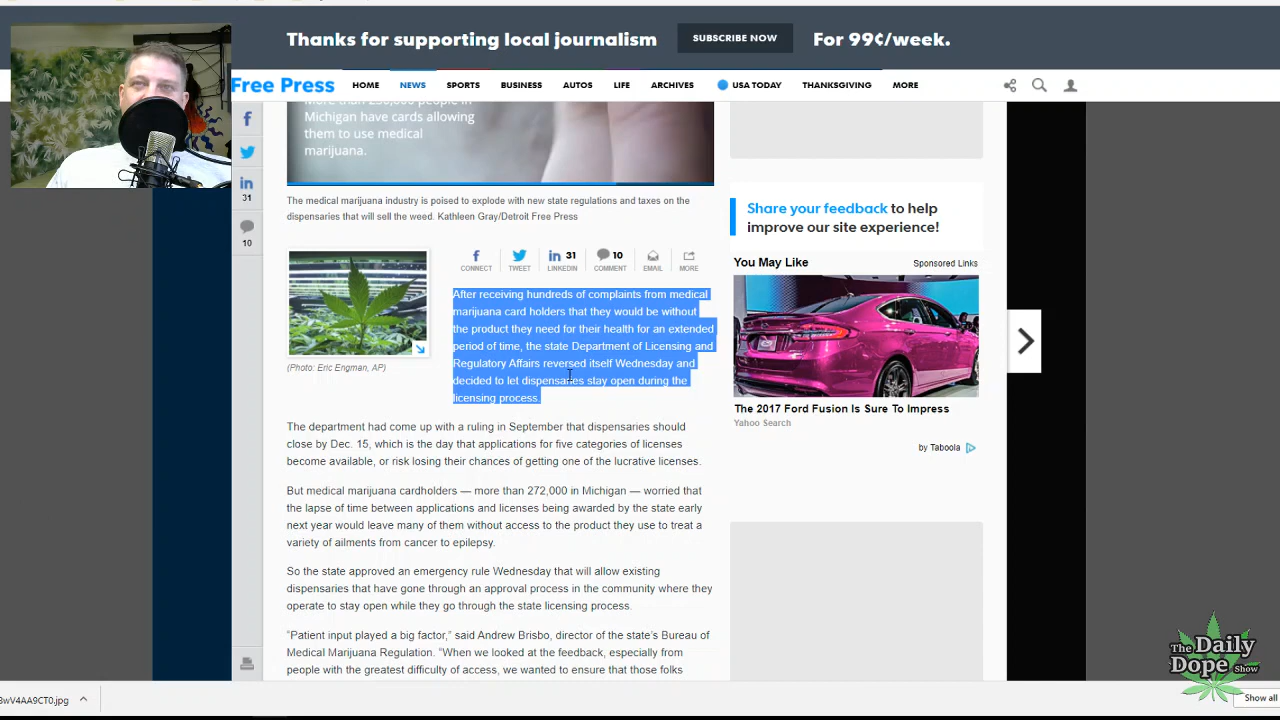 Thanks for supporting local journalism
SUBSCRIBE NOW
For 99¢/week.
Free Press
HOME
NEWS
SPORTS
BUSINESS
AUTOS
LIFE
ARCHIVES
USA TODAY
THANKSGIVING
MORE
31
10
More than 250,000 people in
Michigan have cards allowing
them to use medical
marijuana.
The medical marijuana industry is poised to explode with new state regulations and taxes on the
dispensaries that will sell the weed. Kathleen Gray/Detroit Free Press
(Photo: Eric Engman, AP)
CONNECT
TWEET
31
LINKEDIN
10
COMMENT
EMAIL
MORE
After receiving hundreds of complaints from medical
marijuana card holders that they would be without
the product they need for their health for an extended
period of time, the state Department of Licensing and
Regulatory Affairs reversed itself Wednesday and
decided to let dispensaries stay open during the
licensing process.
The department had come up with a ruling in September that dispensaries should
close by Dec. 15, which is the day that applications for five categories of licenses
become available, or risk losing their chances of getting one of the lucrative licenses.
But medical marijuana cardholders — more than 272,000 in Michigan — worried that
the lapse of time between applications and licenses being awarded by the state early
next year would leave many of them without access to the product they use to treat a
variety of ailments from cancer to epilepsy.
So the state approved an emergency rule Wednesday that will allow existing
dispensaries that have gone through an approval process in the community where they
operate to stay open while they go through the state licensing process.
“Patient input played a big factor,” said Andrew Brisbo, director of the state’s Bureau of
Medical Marijuana Regulation. “When we looked at the feedback, especially from
people with the greatest difficulty of access, we wanted to ensure that those folks
Share your feedback to help
improve our site experience!
You May Like
Sponsored Links
The 2017 Ford Fusion Is Sure To Impress
Yahoo Search
by Taboola
The Daily
Dope Show
3wV4AA9CT0.jpg
Show all